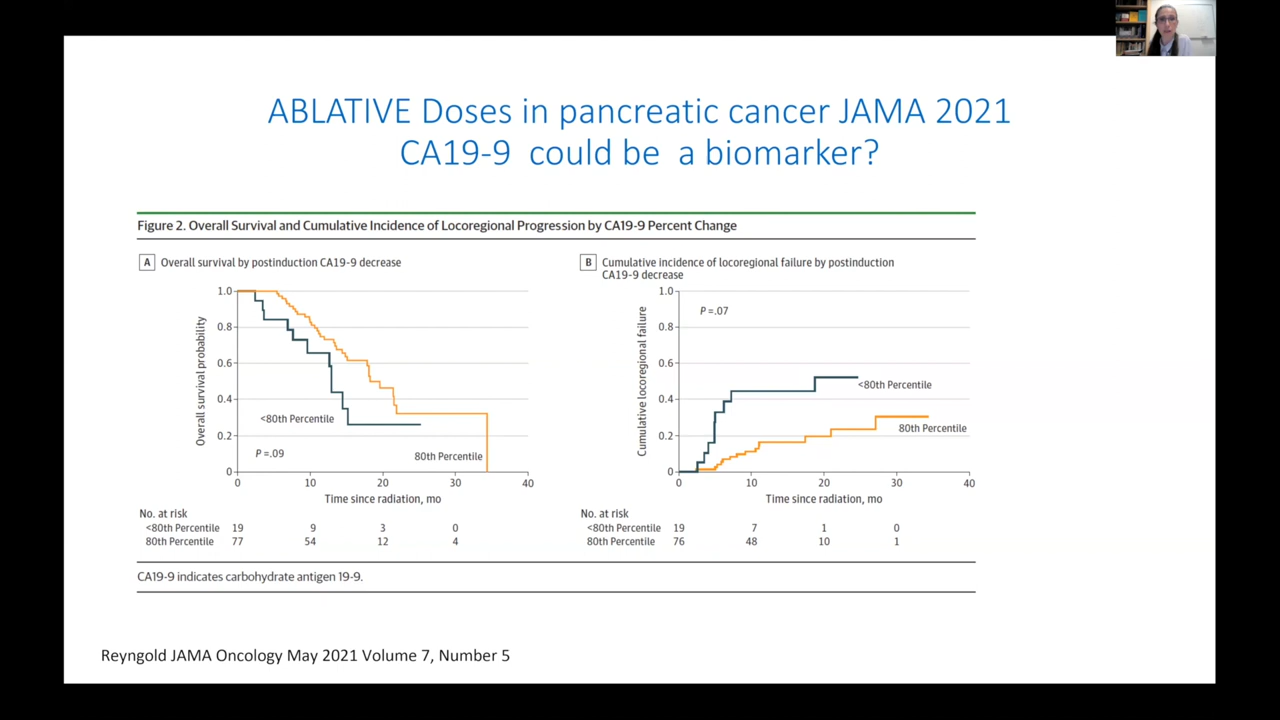 ABLATIVE Doses in pancreatic cancer JAMA 2021
CA19-9 could be a biomarker?
Figure 2. Overall Survival and Cumulative Incidence of Locoregional Progression by CA19-9 Percent Change
A Overall survival by postinduction CA19-9 decrease
1.0
0.8
0.6
0.4
0.2
0
Overall survival probability
<80th Percentile
P =.09
80th Percentile
0 10 20 30 40
Time since radiation, mo
No. at risk
<80th Percentile 19 9 3 0
80th Percentile 77 54 12 4
B Cumulative incidence of locoregional failure by postinduction
CA19-9 decrease
1.0
0.8
0.6
0.4
0.2
0
Cumulative locoregional failure
P =.07
<80th Percentile
80th Percentile
0 10 20 30 40
Time since radiation, mo
No. at risk
<80th Percentile 19 7 1 0
80th Percentile 76 48 10 1
CA19-9 indicates carbohydrate antigen 19-9.
Reyngold JAMA Oncology May 2021 Volume 7, Number 5